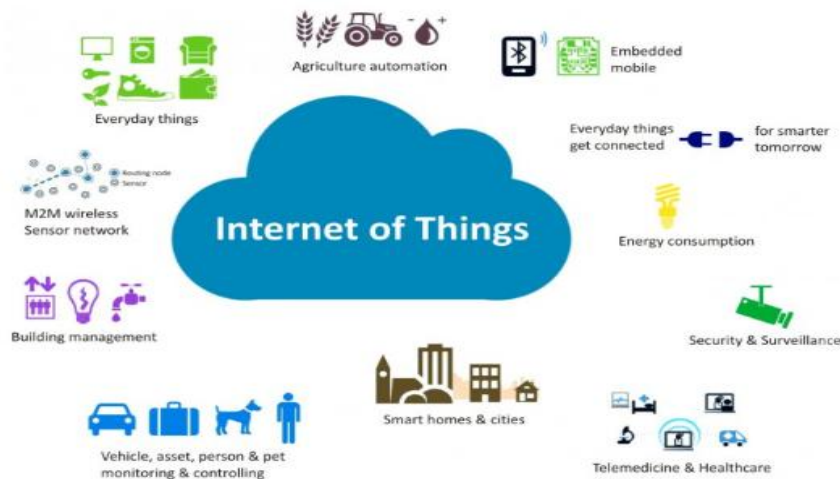 Agriculture automation
Embedded
mobile
Everyday things
Everyday things
get connected
for smarter
tomorrow
Routing node
Sensor
M2M wireless
Sensor network
Internet of Things
Energy consumption
Building management
Security & Surveillance
Smart homes & cities
Vehicle, asset, person & pet
monitoring & controlling
Telemedicine & Healthcare